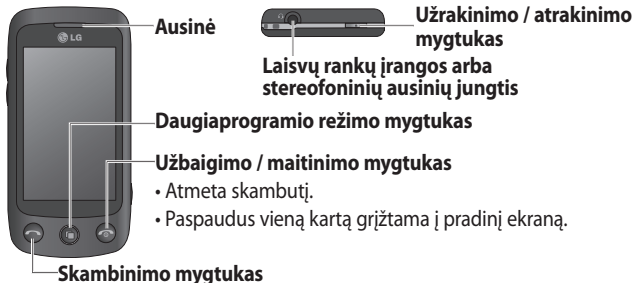 Ausinė
LG
Užrakinimo / atrakinimo
mygtukas
Laisvų rankų įrangos arba
stereofoninių ausinių jungtis
Daugiaprogramio režimo mygtukas
Užbaigimo / maitinimo mygtukas
• Atmeta skambutį.
• Paspaudus vieną kartą grįžtama į pradinį ekraną.
Skambinimo mygtukas